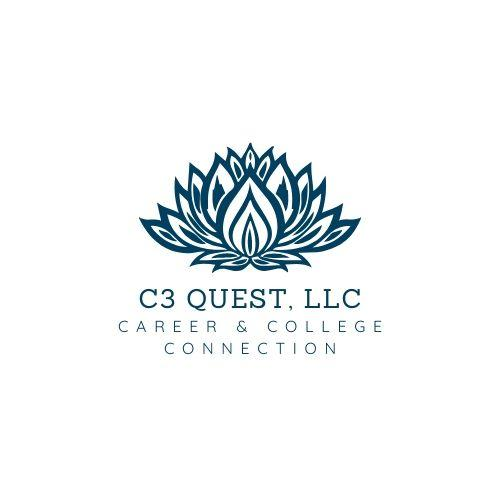 C3 QUEST, LLC
CAREER & COLLEGE
CONNECTION